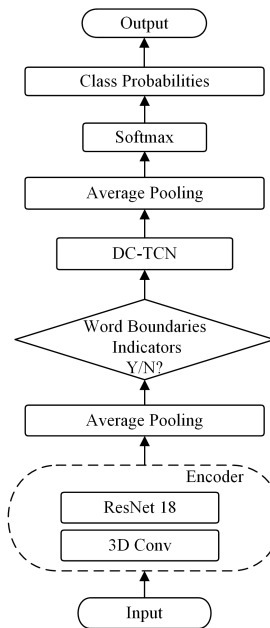 Output
Class Probabilities
Softmax
Average Pooling
DC-TCN
Word Boundaries
Indicators
Y/N?
Average Pooling
Encoder
ResNet 18
3D Conv
Input